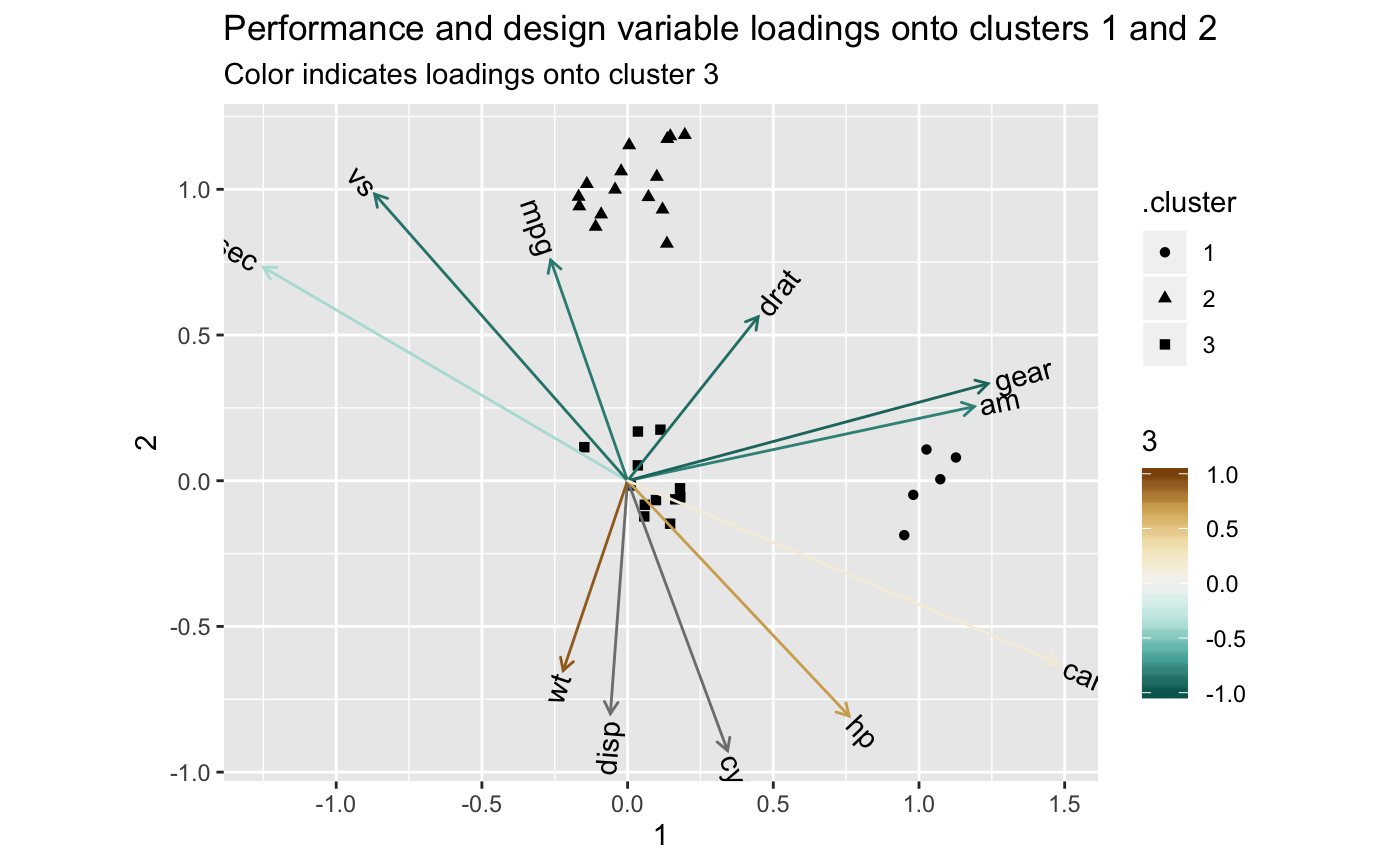 Performance and design variable loadings onto clusters 1 and 2
Color indicates loadings onto cluster 3
vs
sec
mpg
drat
gear
am
wt
disp
cy
hp
car
1.0
0.5
0.0
-0.5
-1.0
2
-1.0
-0.5
0.0
0.5
1.0
1.5
1
.cluster
1
2
3
3
1.0
0.5
0.0
-0.5
-1.0